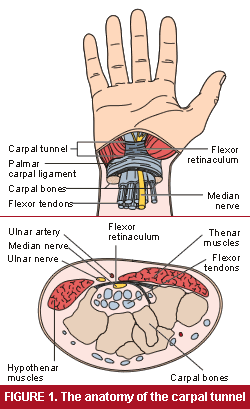 Carpal tunnel
Palmar
carpal ligament
Carpal bones
Flexor tendons
Flexor
retinaculum
Median
nerve
Ulnar artery
Median nerve
Ulnar nerve
Flexor
retinaculum
Thenar
muscles
Flexor
tendons
Hypothenar
muscles
Carpal bones
FIGURE 1. The anatomy of the carpal tunnel